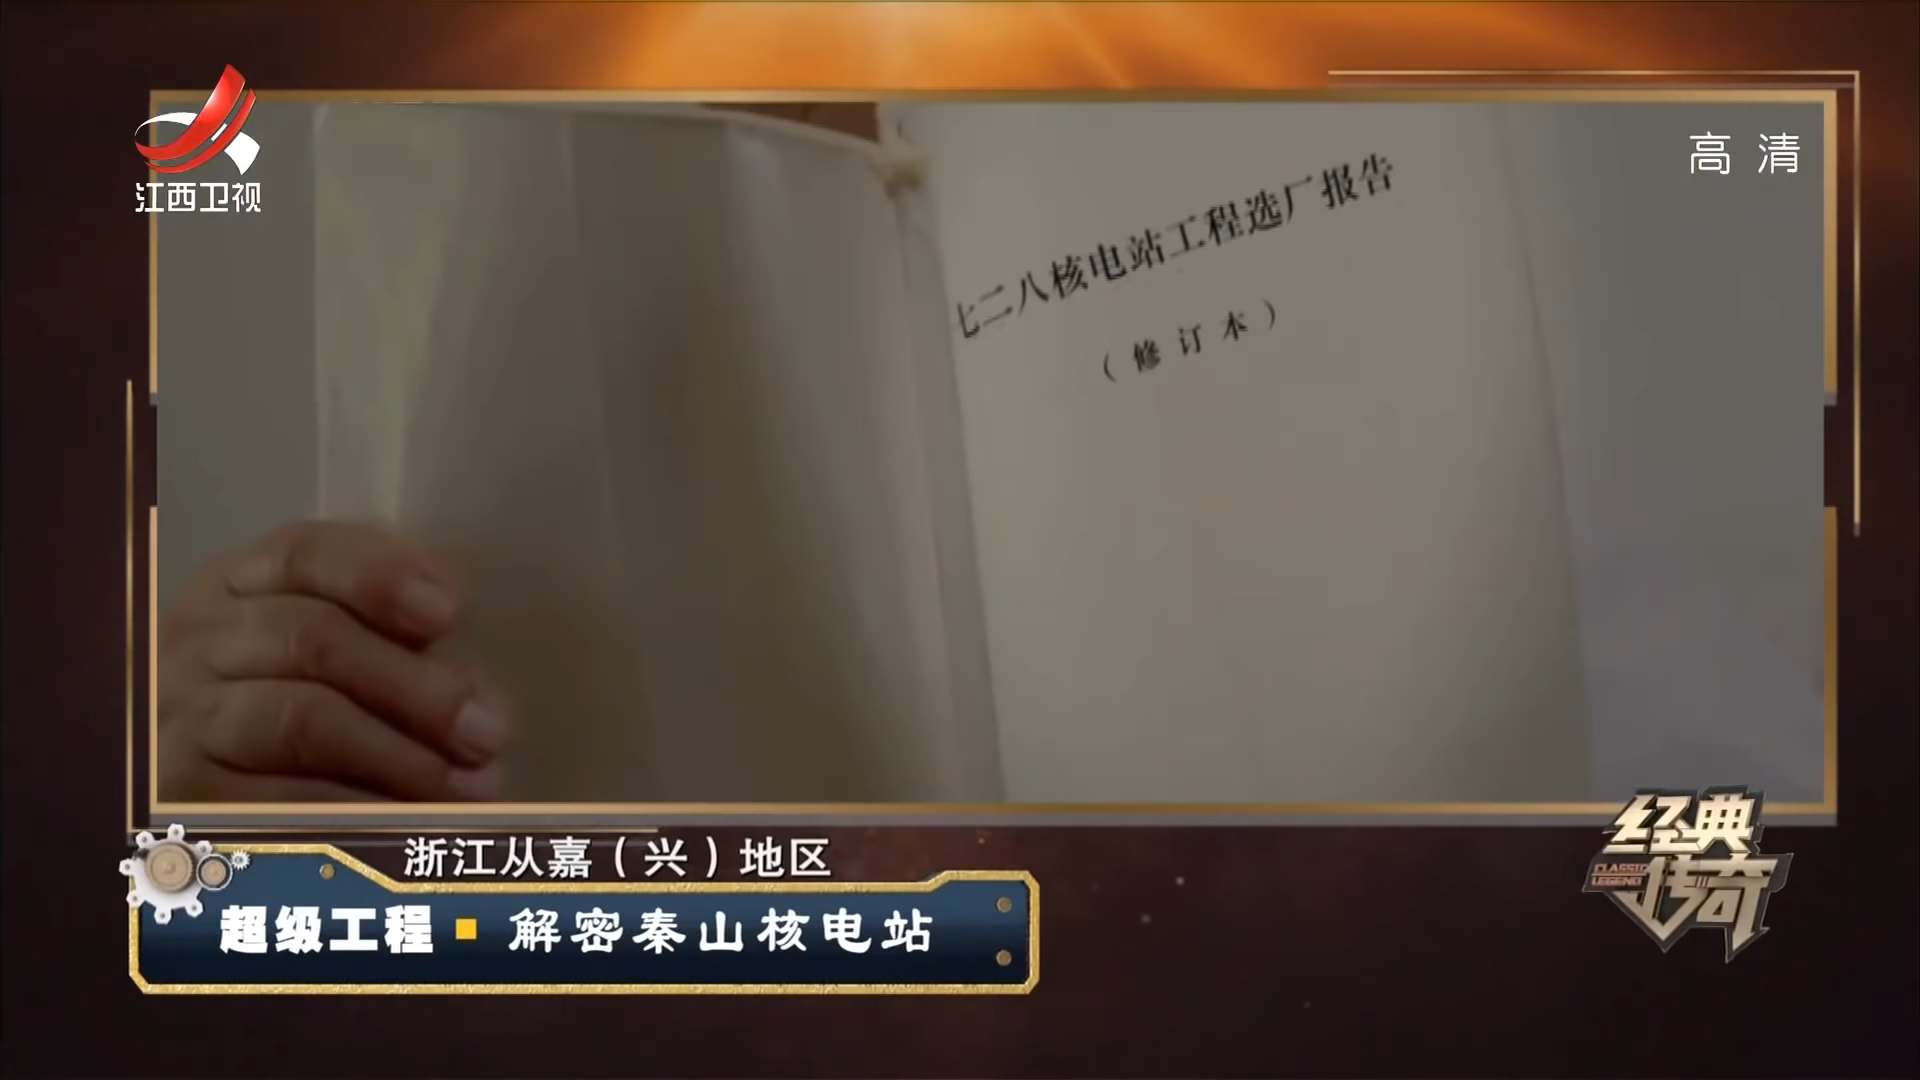 江西卫视
高清
七二八核电站工程选厂报告
（修订本）
浙江从嘉（兴）地区
超级工程
解密秦山核电站
经典
CLASSIC
LEGEND
传奇